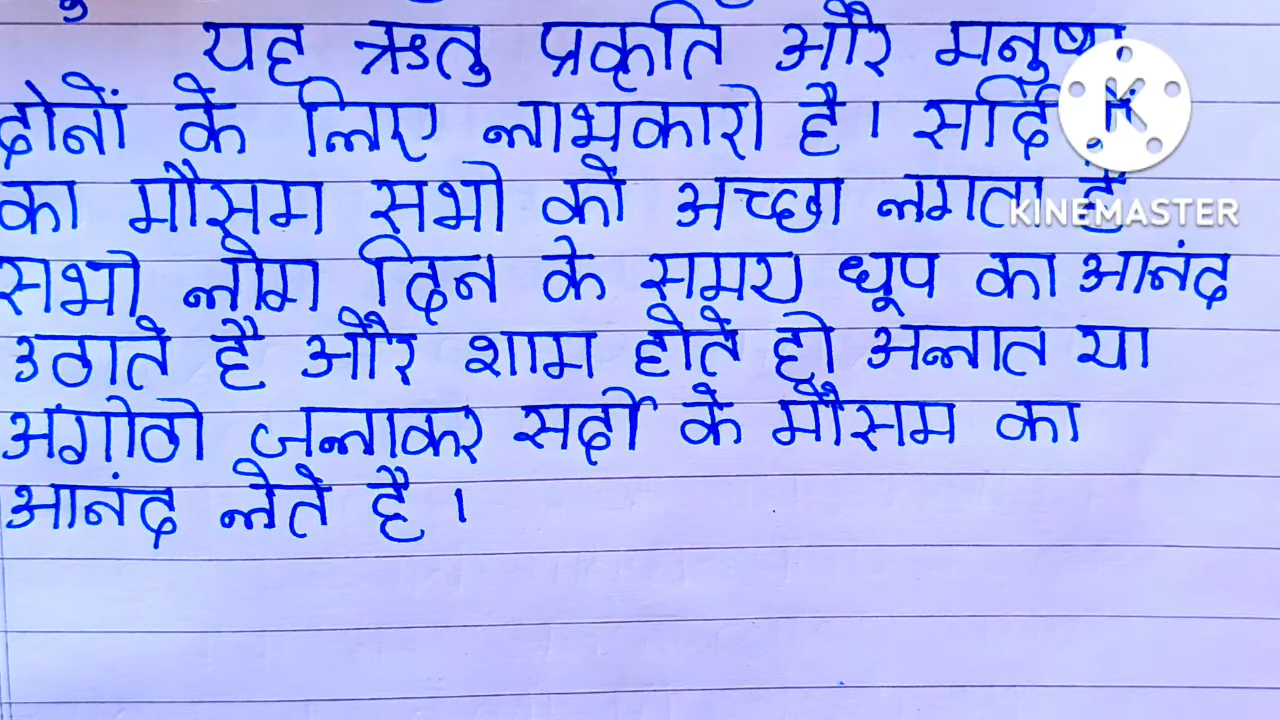 यह ऋतु प्रकृति और मनुष्य
दोनों के लिए लाभकारी है। सर्दि
का मौसम सभी को अच्छा लगता है
सभी लोग दिन के समय धूप का आनंद
उठाते है और शाम होते ही अलात या
अंगीठी जलाकर सर्दी के मौसम का
आनंद लेते है।
KINEMASTER